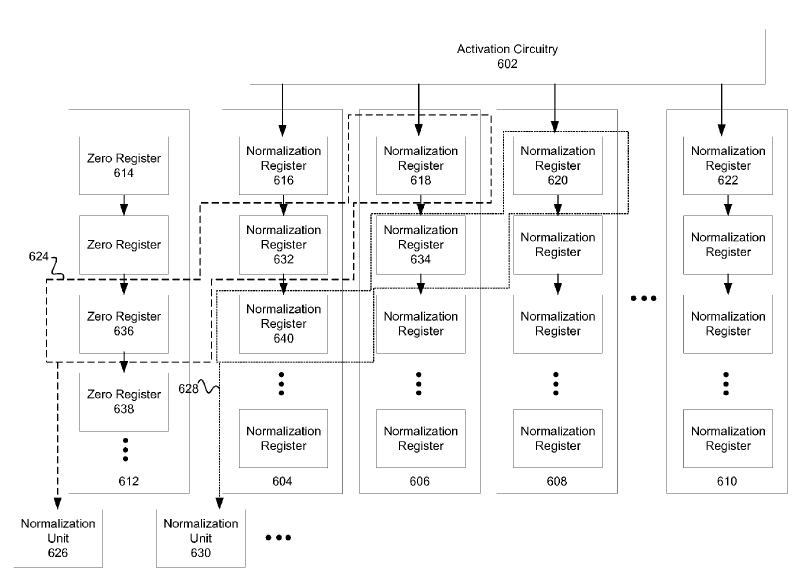 Activation Circuitry
602
Zero Register
614
Normalization
Register
616
Normalization
Register
618
Normalization
Register
620
Normalization
Register
622
Zero Register
Normalization
Register
632
Normalization
Register
634
Normalization
Register
Normalization
Register
624
Zero Register
636
Normalization
Register
640
Normalization
Register
Normalization
Register
Normalization
Register
628
Zero Register
638
Normalization
Register
Normalization
Register
Normalization
Register
Normalization
Register
612
604
606
608
610
Normalization
Unit
626
Normalization
Unit
630